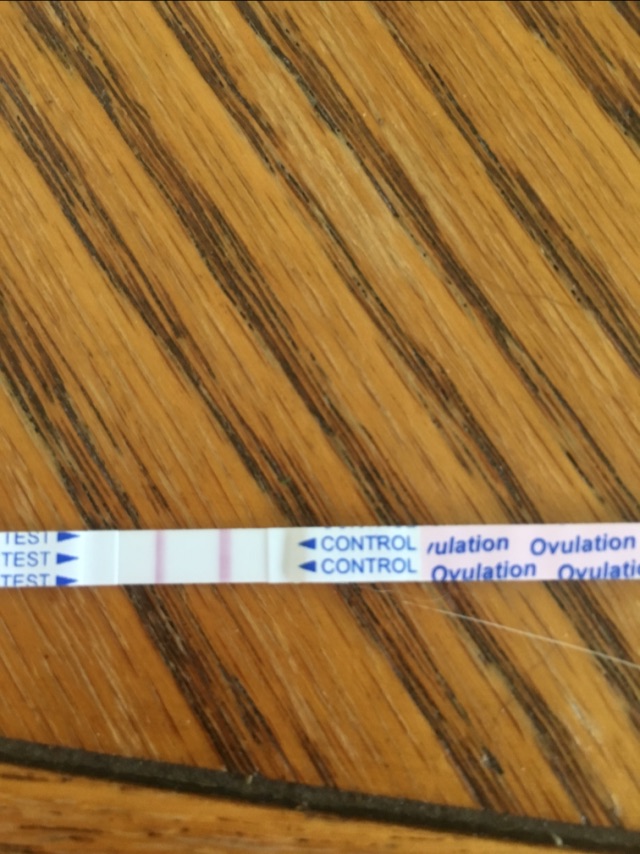 TEST
TEST
TEST
CONTROL
CONTROL
Ovulation
Ovulation